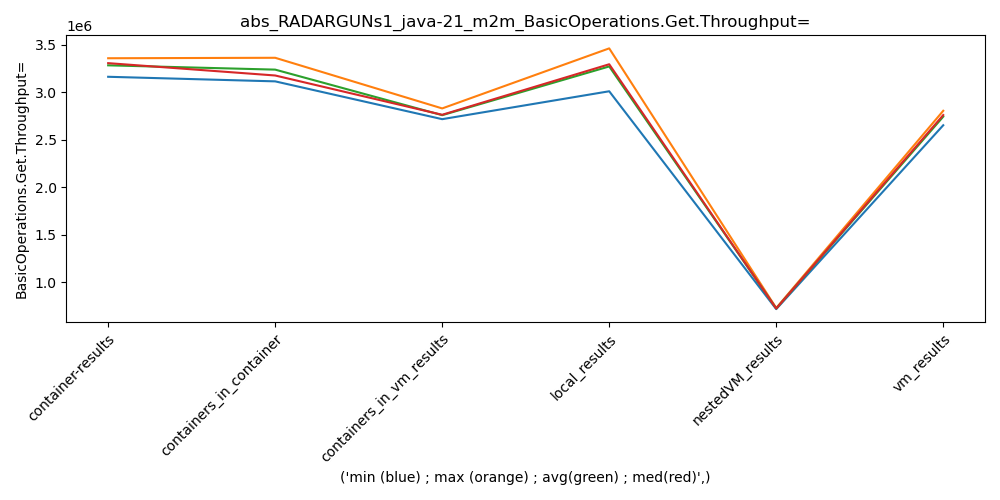 abs_RADARGUNs1_java-21_m2m_BasicOperations.Get.Throughput=
1e6
3.5
3.0
2.5
2.0
1.5
1.0
BasicOperations.Get.Throughput=
container-results
containers_in_container
containers_in_vm_results
local_results
nestedVM_results
vm_results
('min (blue) ; max (orange) ; avg(green) ; med(red)',)